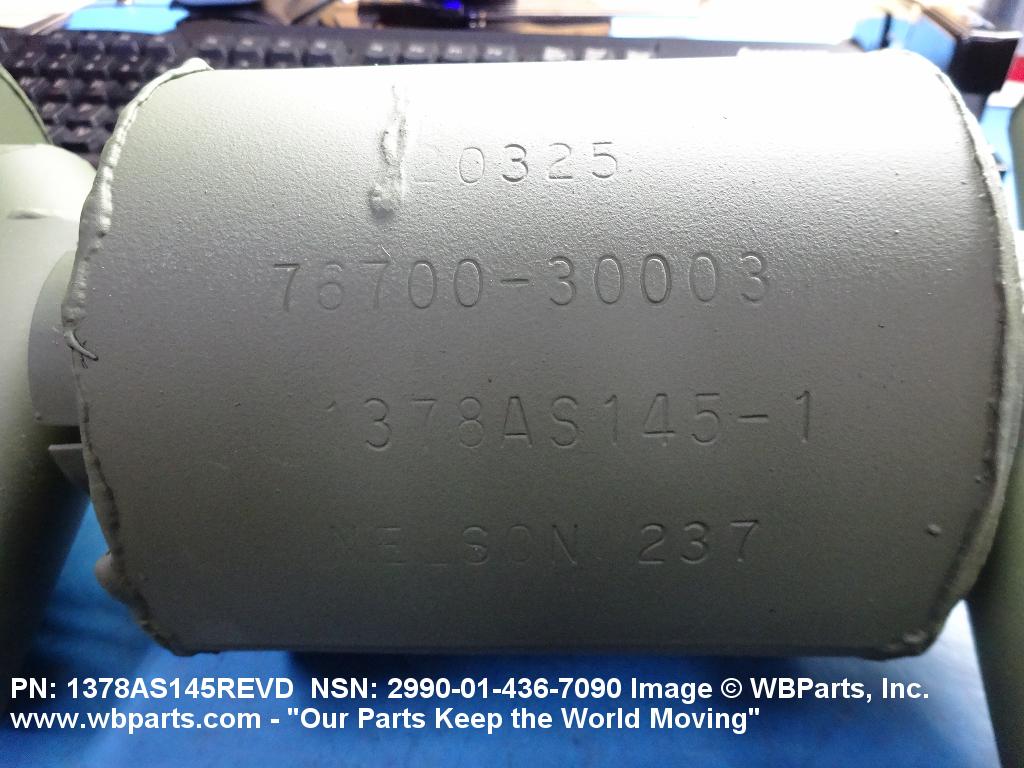 20325
76700-30003
1378AS145-1
NELSON 237
PN: 1378AS145REVD NSN: 2990-01-436-7090 Image © WBParts, Inc.
www.wbparts.com - "Our Parts Keep the World Moving"